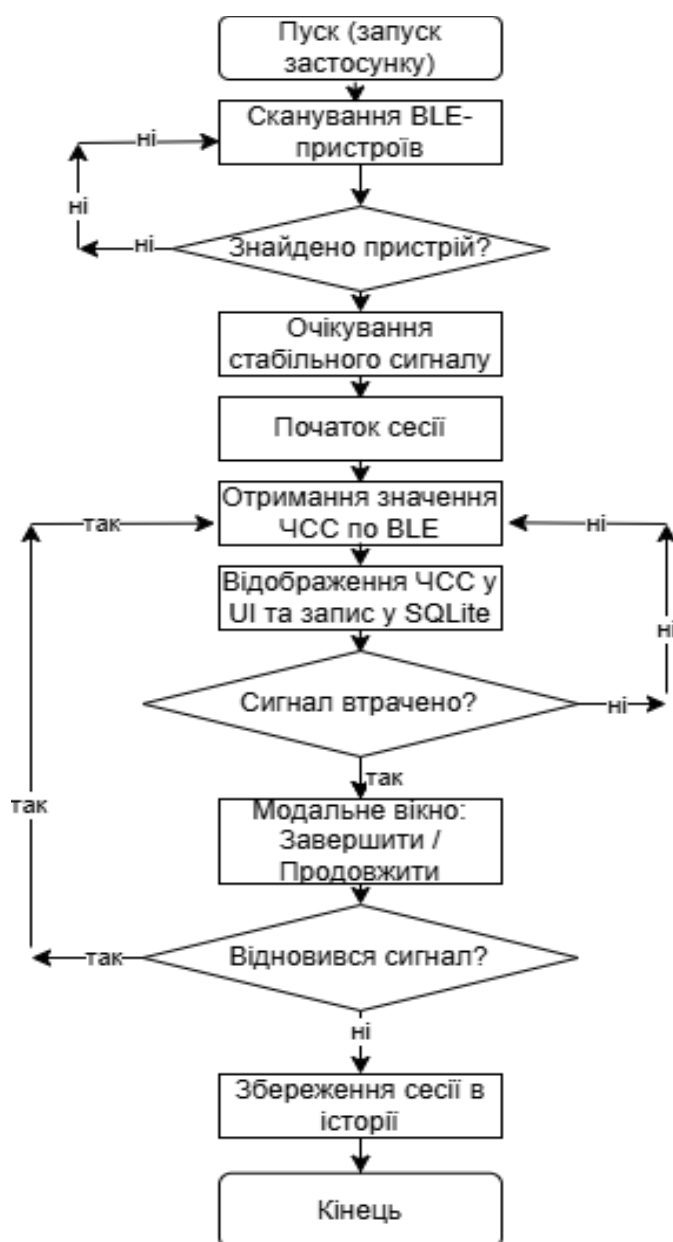 Пуск (запуск
застосунку)
Сканування BLE-
пристроїв
ні
ні
ні
Знайдено пристрій?
Очікування
стабільного сигналу
Початок сесії
Отримання значення
ЧСС по BLE
так
ні
Відображення ЧСС у
UI та запис у SQLite
ні
Сигнал втрачено?
ні
так
Модальне вікно:
Завершити /
Продовжити
так
Відновився сигнал?
так
ні
Збереження сесії в
історії
Кінець